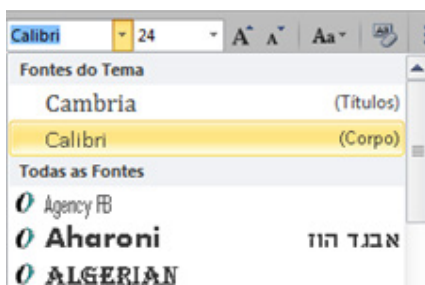 Calibri 24 A A Aa
Fontes do Tema
Cambria (Títulos)
Calibri (Corpo)
Todas as Fontes
O Agency FB
O Aharoni אבגד הוז
O ALGERIAN